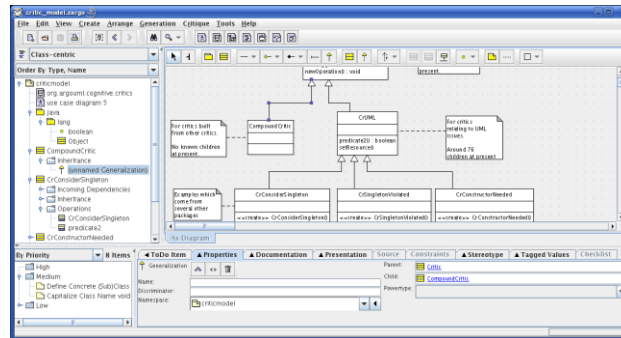 critic_model.zargo
File Edit View Create Arrange Generation Critique Tools Help
Class-centric
Order By Type, Name
criticmodel
org.argouml.cognitive.critics
use case diagram 5
java
lang
boolean
Object
CompoundCritic
Inheritance
(unnamed Generalization)
CrConsiderSingleton
Incoming Dependencies
Inheritance
Operations
CrConsiderSingleton
predicate2
CrConstructorNeeded
newOperation() : void
present.
For critics built
from other critics.
No known children
at present.
CompoundCritic
CrUML
predicate2() : boolean
setResource()
For critics
relating to UML
issues.
Around 76
children at present
Examples which
come from
several other
packages
CrConsiderSingleton
<<create>> CrConsiderSingleton()
CrSingletonViolated
<<create>> CrSingletonViolated()
CrConstructorNeeded
<<create>> CrConstructorNeeded()
As Diagram
By Priority
8 Items
High
Medium
Define Concrete (Sub)Class
Capitalize Class Name void
Low
ToDo Item
Properties
Documentation
Presentation
Source
Constraints
Stereotype
Tagged Values
Checklist
Generalization
Name:
Discriminator:
Namespace:
criticmodel
Parent:
Critic
Child:
CompoundCritic
Powertype: